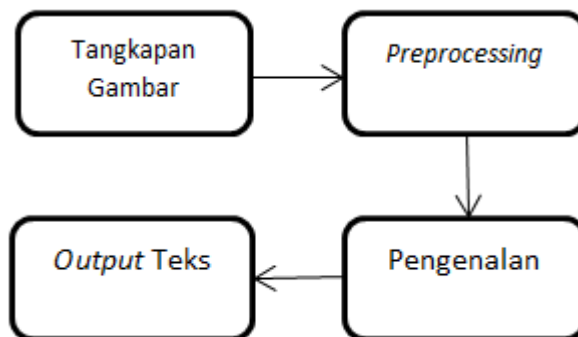 Tangkapan
Gambar
Preprocessing
Pengenalan
Output Teks